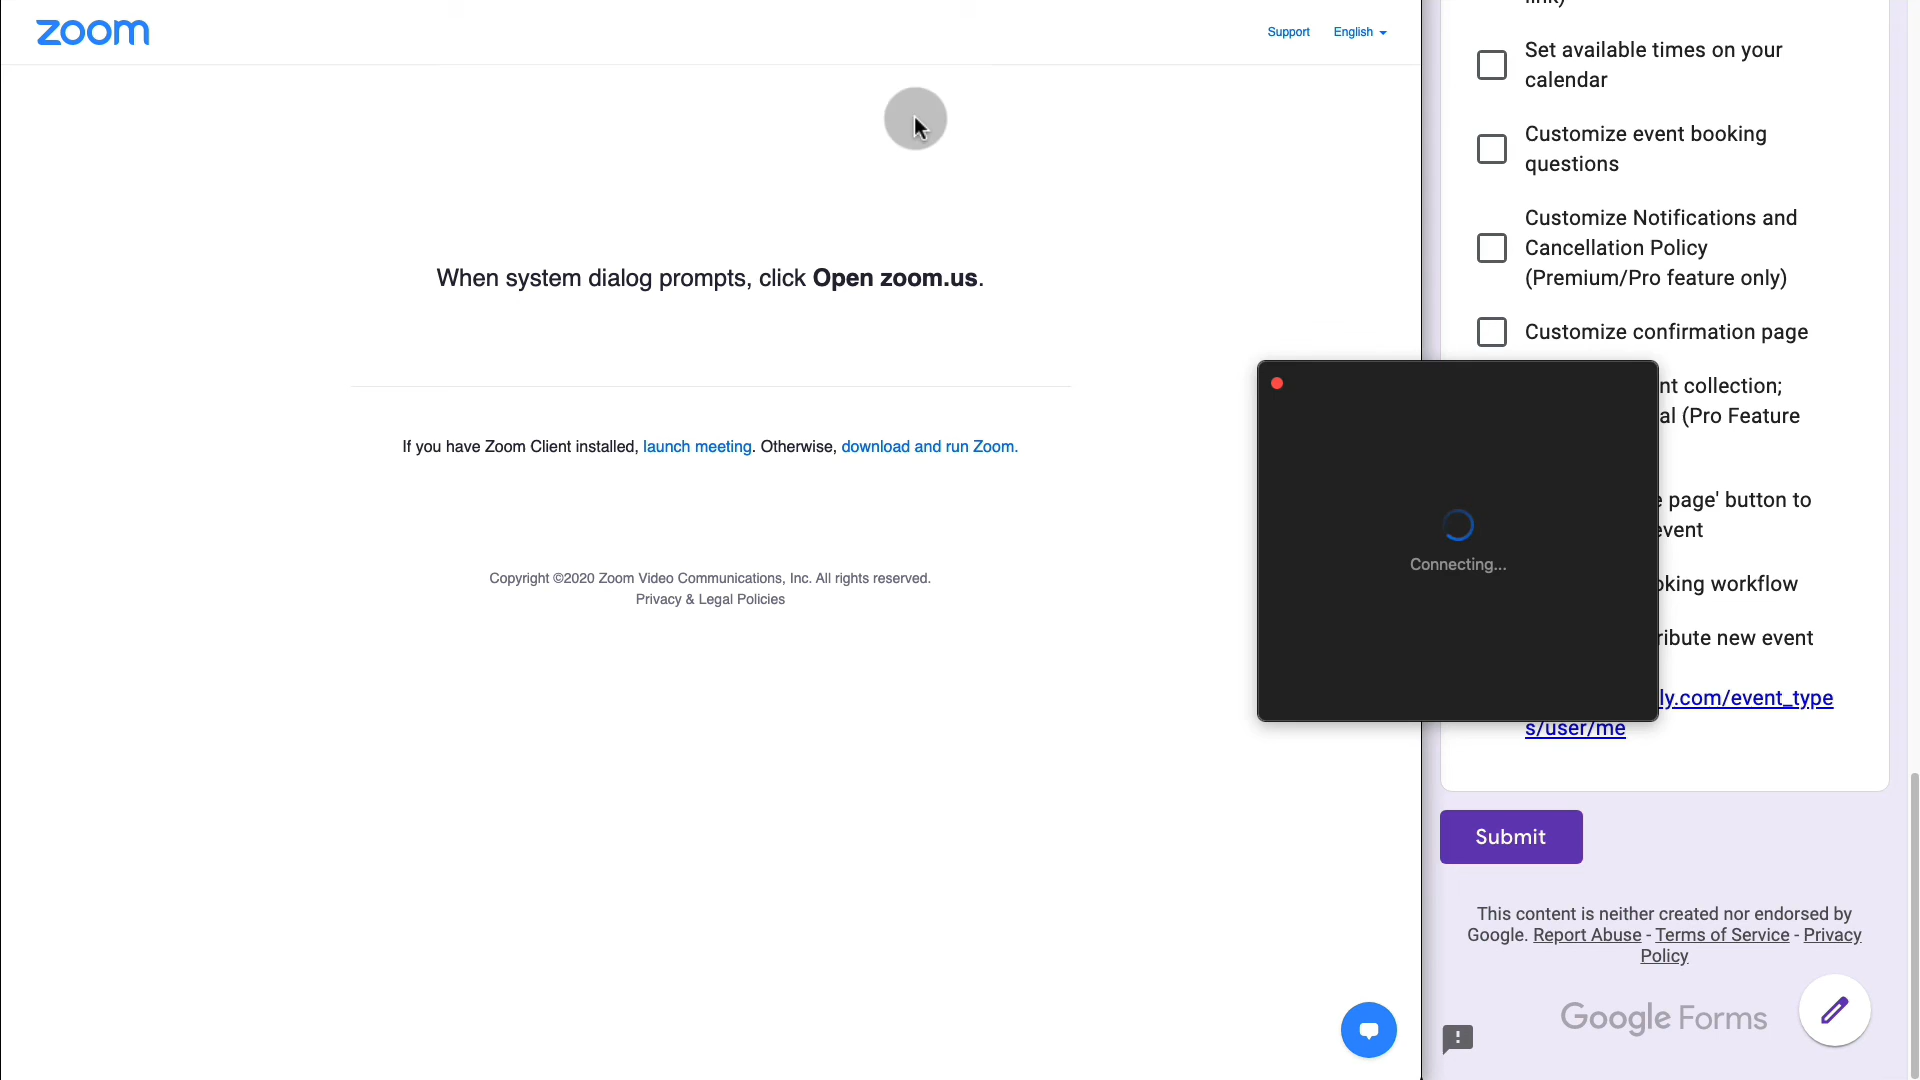 zoom
Support
English
When system dialog prompts, click Open zoom.us.
If you have Zoom Client installed, launch meeting. Otherwise, download and run Zoom.
Copyright ©2020 Zoom Video Communications, Inc. All rights reserved.
Privacy & Legal Policies
Connecting...
Set available times on your
calendar
Customize event booking
questions
Customize Notifications and
Cancellation Policy
(Premium/Pro feature only)
Customize confirmation page
collection;
(Pro Feature
page' button to
event
workflow
new event
ly.com/event_type
s/user/me
Submit
This content is neither created nor endorsed by
Google. Report Abuse - Terms of Service - Privacy
Policy
Google Forms